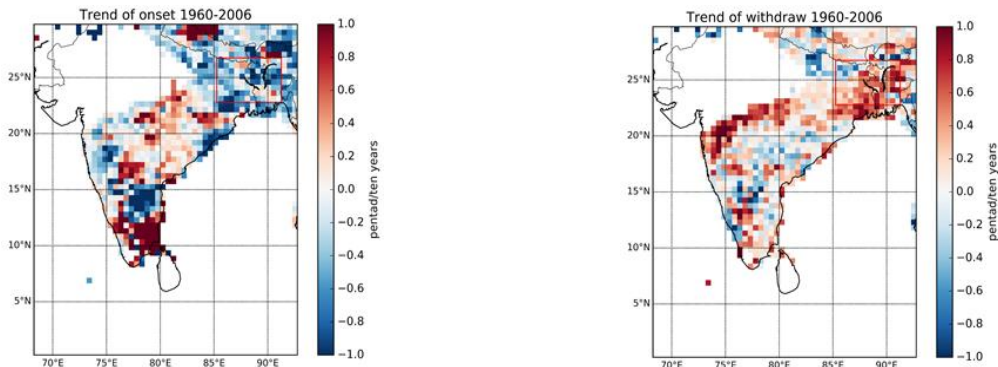 Trend of onset 1960-2006
25°N
20°N
15°N
10°N
5°N
70°E 75°E 80°E 85°E 90°E
1.0
0.8
0.6
0.4
0.2
0.0
−0.2
−0.4
−0.6
−0.8
−1.0
pentad/ten years
Trend of withdraw 1960-2006
25°N
20°N
15°N
10°N
5°N
70°E 75°E 80°E 85°E 90°E
1.0
0.8
0.6
0.4
0.2
0.0
−0.2
−0.4
−0.6
−0.8
−1.0
pentad/ten years